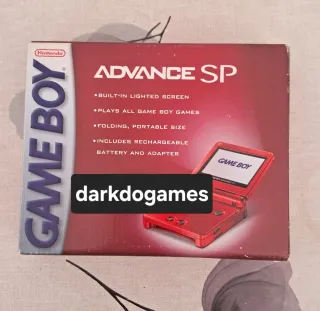 Nintendo
GAME BOY
ADVANCE SP
•BUILT-IN LIGHTED SCREEN
•PLAYS ALL GAME BOY GAMES
•FOLDING, PORTABLE SIZE
•INCLUDES RECHARGEABLE
BATTERY AND ADAPTER
GAME BOY
darkdogames